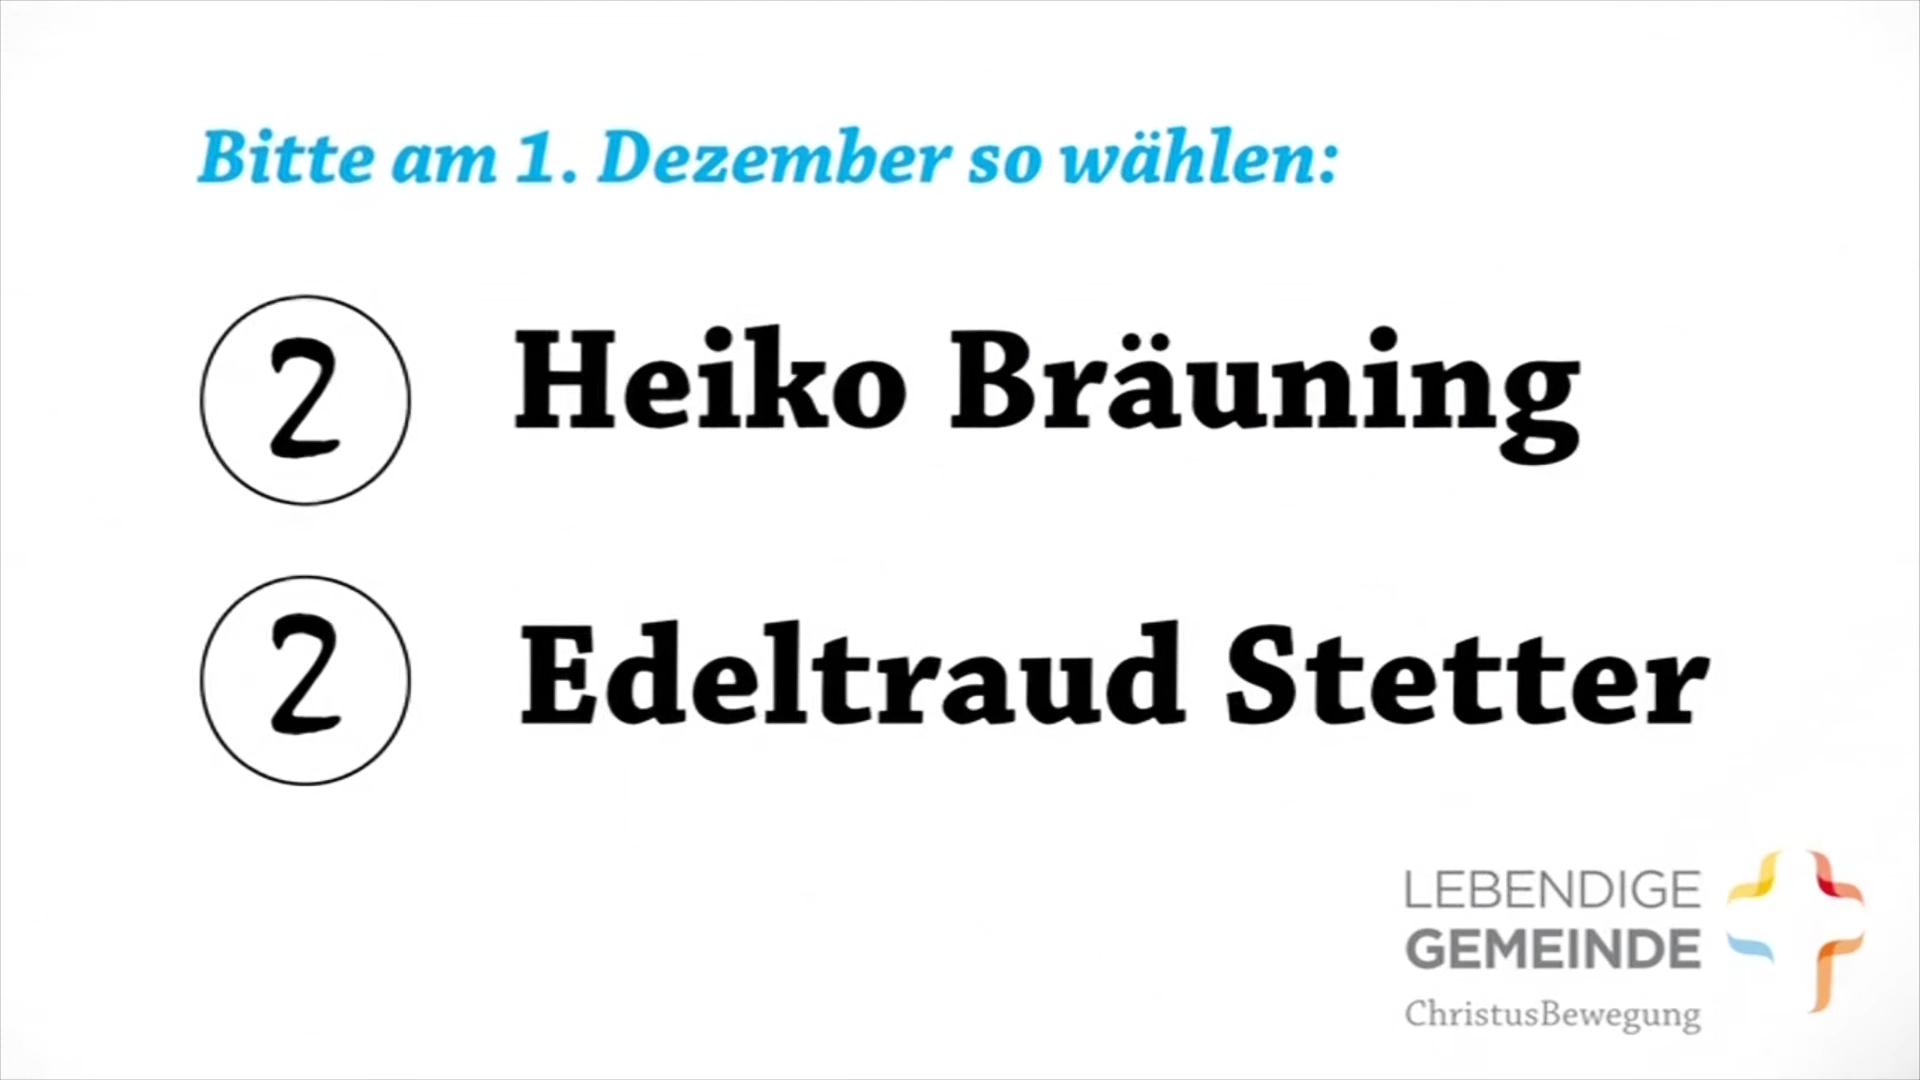 Bitte am 1. Dezember so wählen:
2 Heiko Bräuning
2 Edeltraud Stetter
LEBENDIGE
GEMEINDE
ChristusBewegung